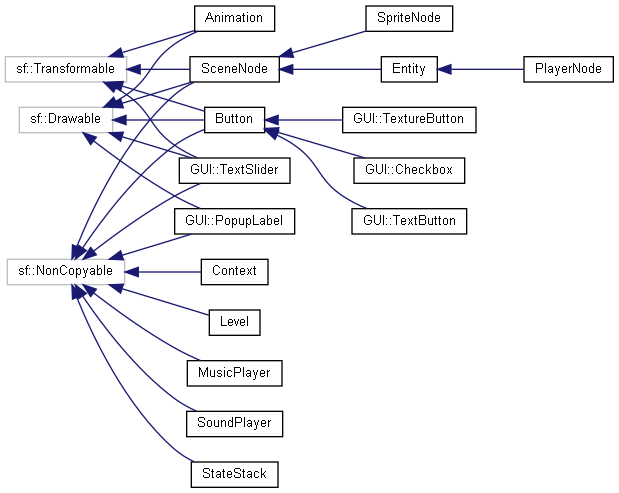 Animation
SpriteNode
sf::Transformable
SceneNode
Entity
PlayerNode
sf::Drawable
Button
GUI::TextureButton
GUI::TextSlider
GUI::Checkbox
GUI::PopupLabel
GUI::TextButton
sf::NonCopyable
Context
Level
MusicPlayer
SoundPlayer
StateStack